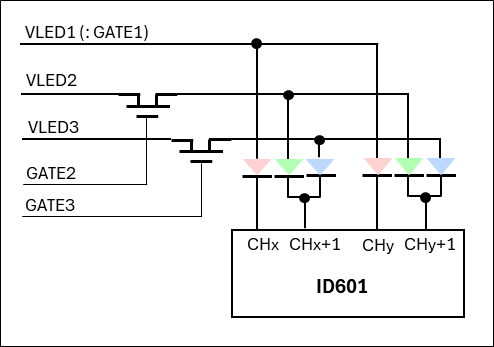 VLED1 (: GATE1)
VLED2
VLED3
GATE2
GATE3
CHx CHx+1 CHy CHy+1
ID601